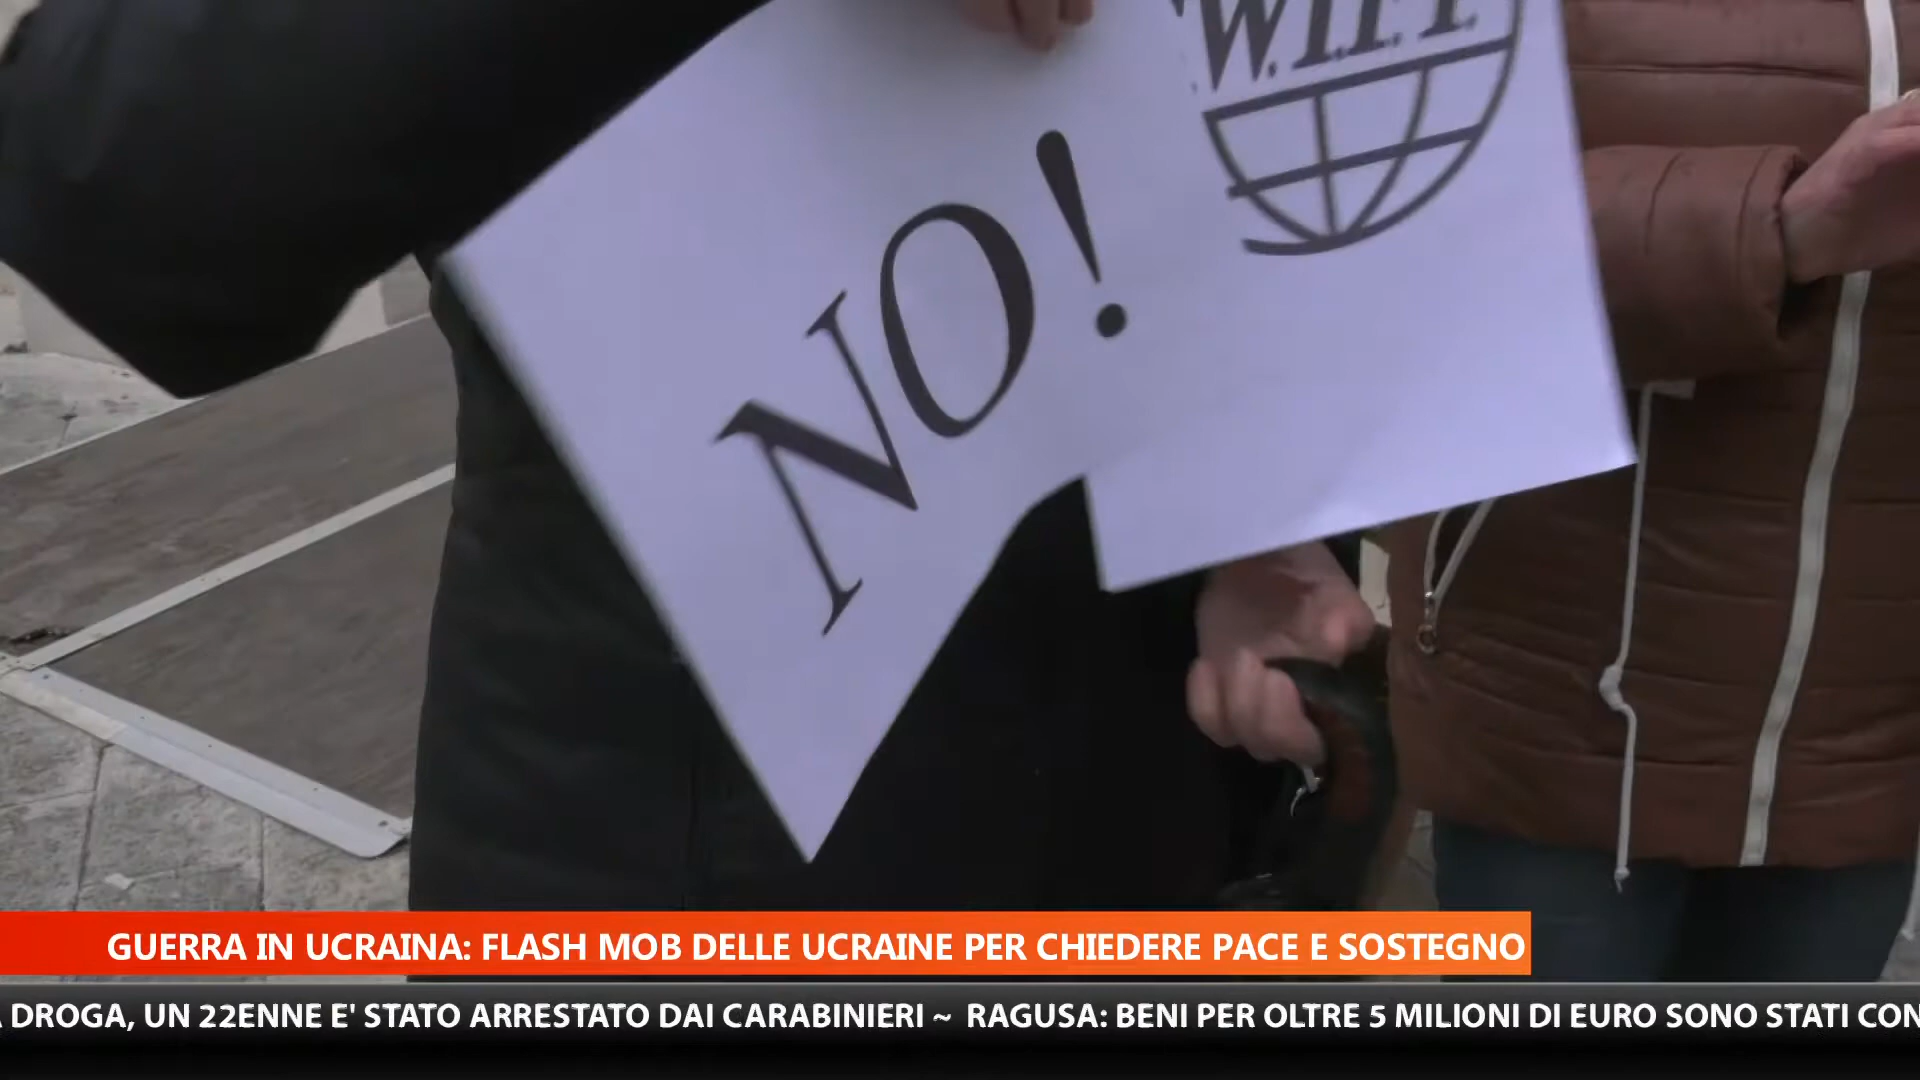 W.I.F.T.
NO!
GUERRA IN UCRAINA: FLASH MOB DELLE UCRAINE PER CHIEDERE PACE E SOSTEGNO
A DROGA, UN 22ENNE E' STATO ARRESTATO DAI CARABINIERI ~ RAGUSA: BENI PER OLTRE 5 MILIONI DI EURO SONO STATI CON